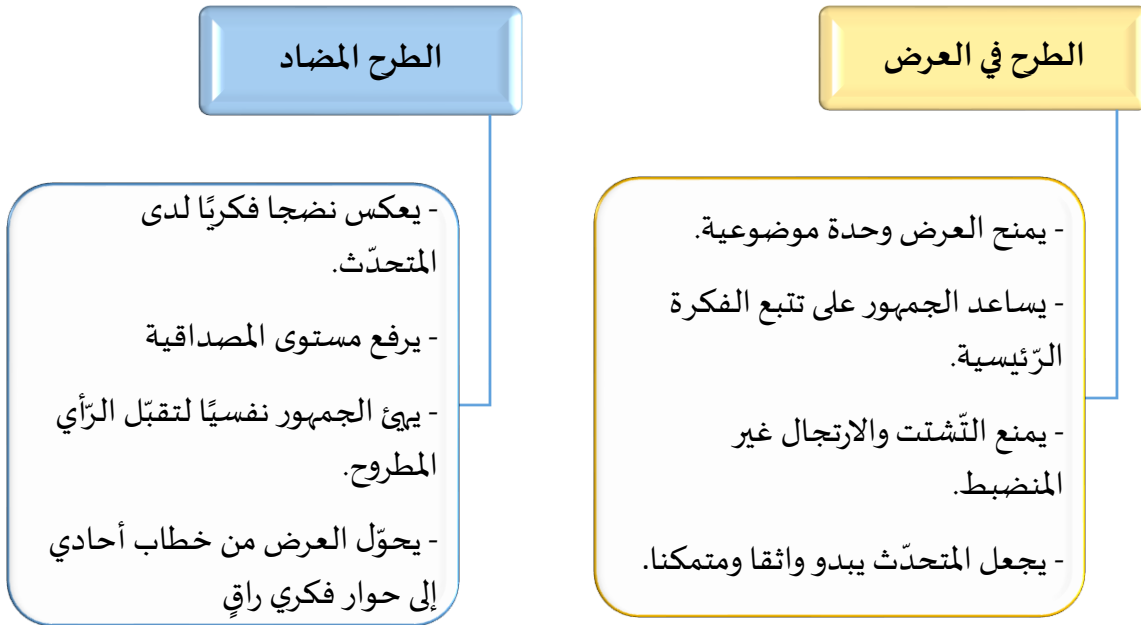 الطرح في العرض
- يمنح العرض وحدة موضوعية.
- يساعد الجمهور على تتبع الفكرة
الرّئيسية.
- يمنع التّشتت والارتجال غير
المنضبط.
- يجعل المتحدّث يبدو واثقا ومتمكنا.
الطرح المضاد
- يعكس نضجا فكريًا لدى
المتحدّث.
- يرفع مستوى المصداقية
- يهئ الجمهور نفسيًا لتقبّل الرّأي
المطروح.
- يحوّل العرض من خطاب أحادي
إلى حوار فكري راقٍ